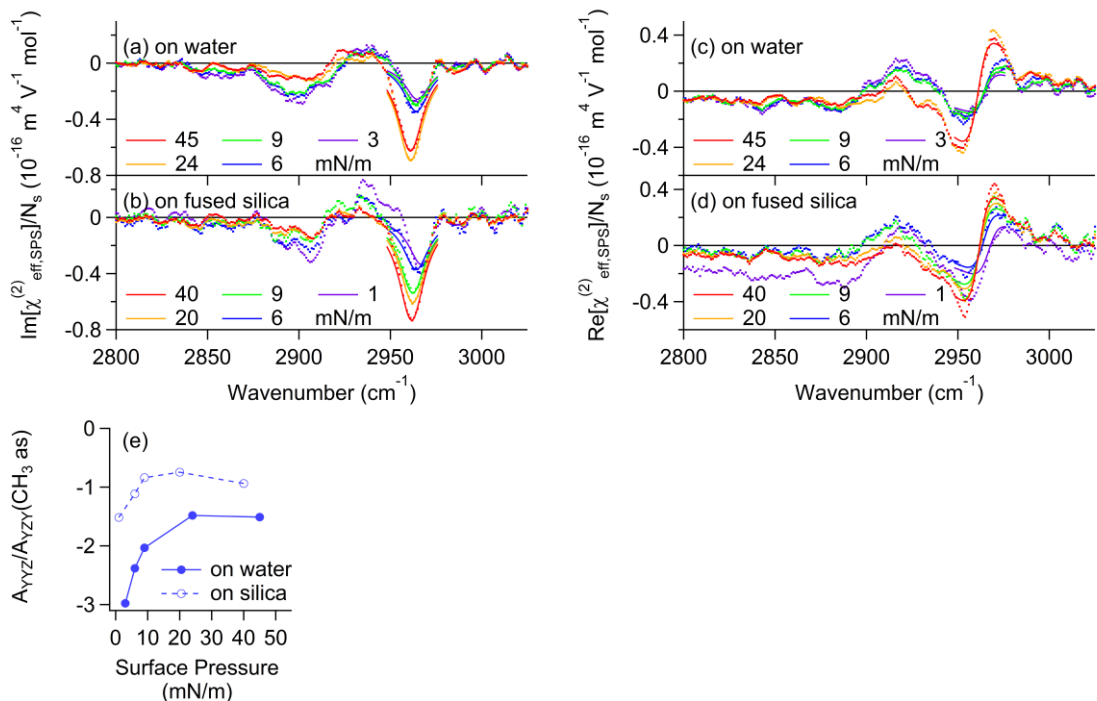 (a) on water
0
-0.4
-0.8
45 9 3
24 6 mN/m
(b) on fused silica
0
-0.4
-0.8
40 9 1
20 6 mN/m
2800 2850 2900 2950 3000
Wavenumber (cm⁻¹)
Im[χ⁽²⁾eff,SPS]/Ns (10⁻¹⁶ m⁴ V⁻¹ mol⁻¹)
(c) on water
0.4
0
-0.4
45 9 3
24 6 mN/m
(d) on fused silica
0.4
0
-0.4
40 9 1
20 6 mN/m
2800 2850 2900 2950 3000
Wavenumber (cm⁻¹)
Re[χ⁽²⁾eff,SPS]/Ns (10⁻¹⁶ m⁴ V⁻¹ mol⁻¹)
(e)
0
-1
-2
-3
on water
on silica
0 10 20 30 40 50
Surface Pressure
(mN/m)
AYYZ/AYZY(CH₃ as)